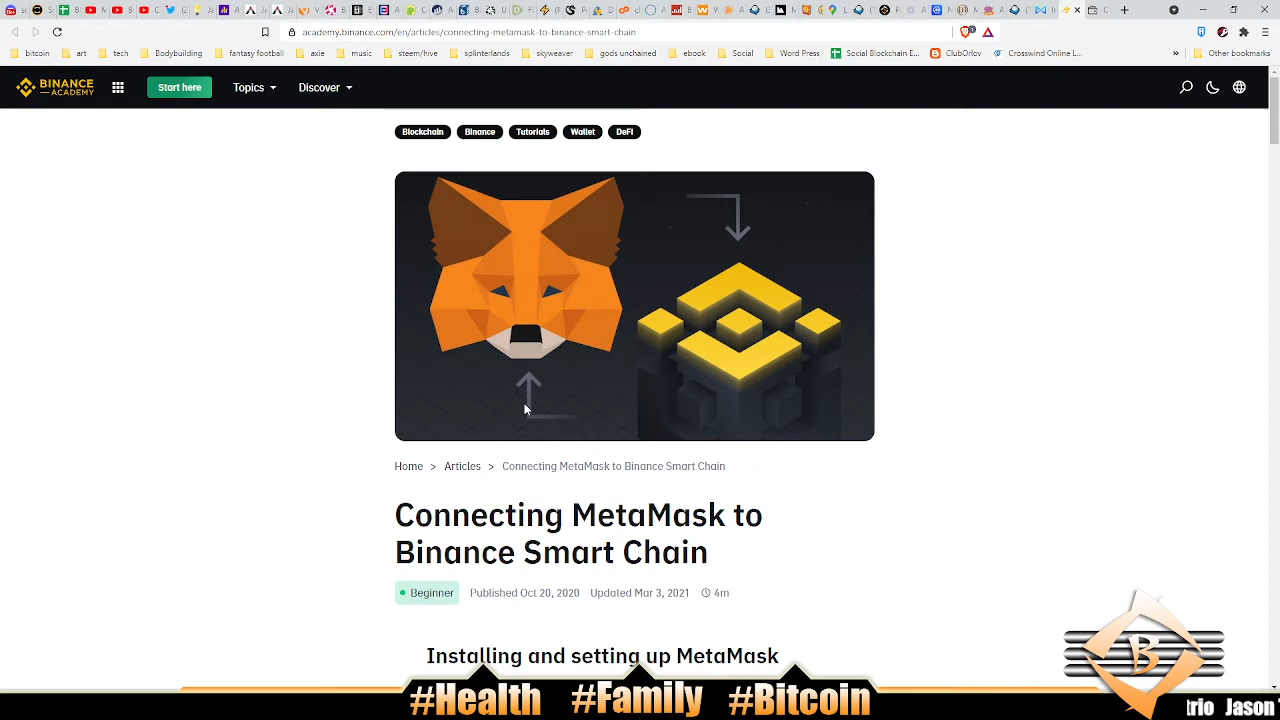 academy.binance.com/en/articles/connecting-metamask-to-binance-smart-chain
bitcoin art tech Bodybuilding fantasy football axie music steem/hive splinterlands skyweaver gods unchained ebook Social Word Press Social Blockchain E... ClubOrlov Crosswind Online L... » Other bookmarks
BINANCE
ACADEMY
Start here
Topics
Discover
Blockchain Binance Tutorials Wallet DeFi
Home > Articles > Connecting MetaMask to Binance Smart Chain
Connecting MetaMask to
Binance Smart Chain
Beginner Published Oct 20, 2020 Updated Mar 3, 2021 4m
Installing and setting up MetaMask
#Health #Family #Bitcoin
B
Jason